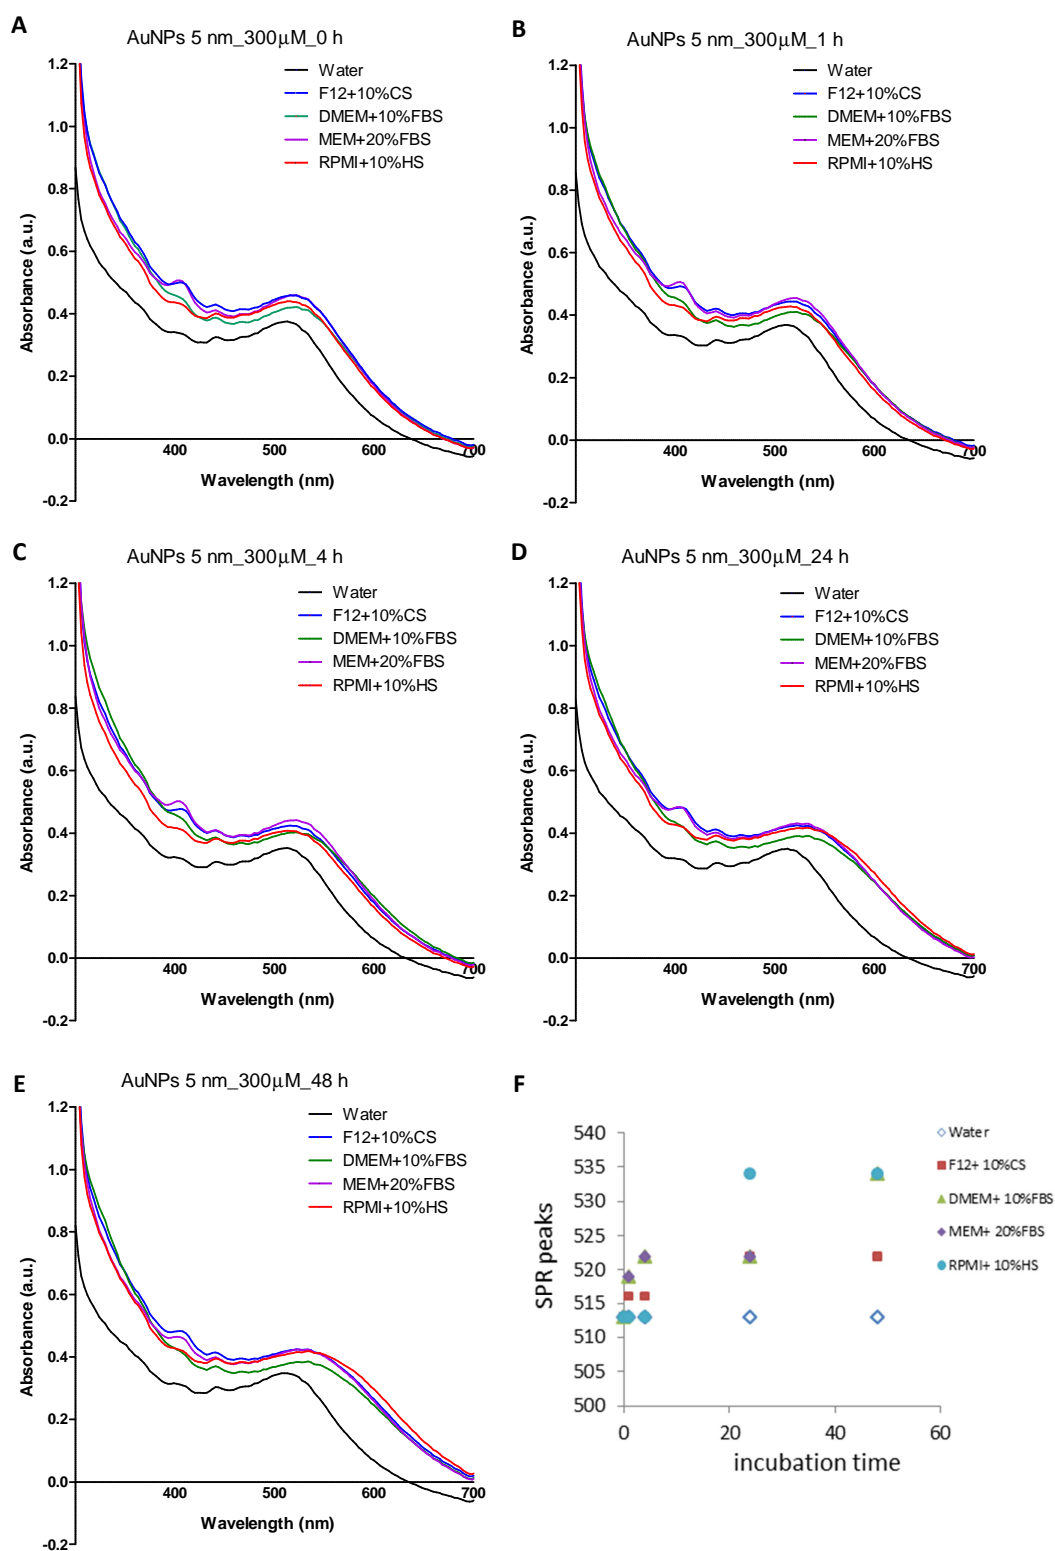 A
AuNPs 5 nm_300μM_0 h
Water
F12+10%CS
DMEM+10%FBS
MEM+20%FBS
RPMI+10%HS
1.2
1.0
0.8
0.6
0.4
0.2
0.0
-0.2
Absorbance (a.u.)
400
500
600
700
Wavelength (nm)
B
AuNPs 5 nm_300μM_1 h
Water
F12+10%CS
DMEM+10%FBS
MEM+20%FBS
RPMI+10%HS
1.2
1.0
0.8
0.6
0.4
0.2
0.0
-0.2
Absorbance (a.u.)
400
500
600
700
Wavelength (nm)
C
AuNPs 5 nm_300μM_4 h
Water
F12+10%CS
DMEM+10%FBS
MEM+20%FBS
RPMI+10%HS
1.2
1.0
0.8
0.6
0.4
0.2
0.0
-0.2
Absorbance (a.u.)
400
500
600
700
Wavelength (nm)
D
AuNPs 5 nm_300μM_24 h
Water
F12+10%CS
DMEM+10%FBS
MEM+20%FBS
RPMI+10%HS
1.2
1.0
0.8
0.6
0.4
0.2
0.0
-0.2
Absorbance (a.u.)
400
500
600
700
Wavelength (nm)
E
AuNPs 5 nm_300μM_48 h
Water
F12+10%CS
DMEM+10%FBS
MEM+20%FBS
RPMI+10%HS
1.2
1.0
0.8
0.6
0.4
0.2
0.0
-0.2
Absorbance (a.u.)
400
500
600
700
Wavelength (nm)
F
540
535
530
525
520
515
510
505
500
SPR peaks
0
20
40
60
incubation time
Water
F12+ 10%CS
DMEM+ 10%FBS
MEM+ 20%FBS
RPMI+ 10%HS